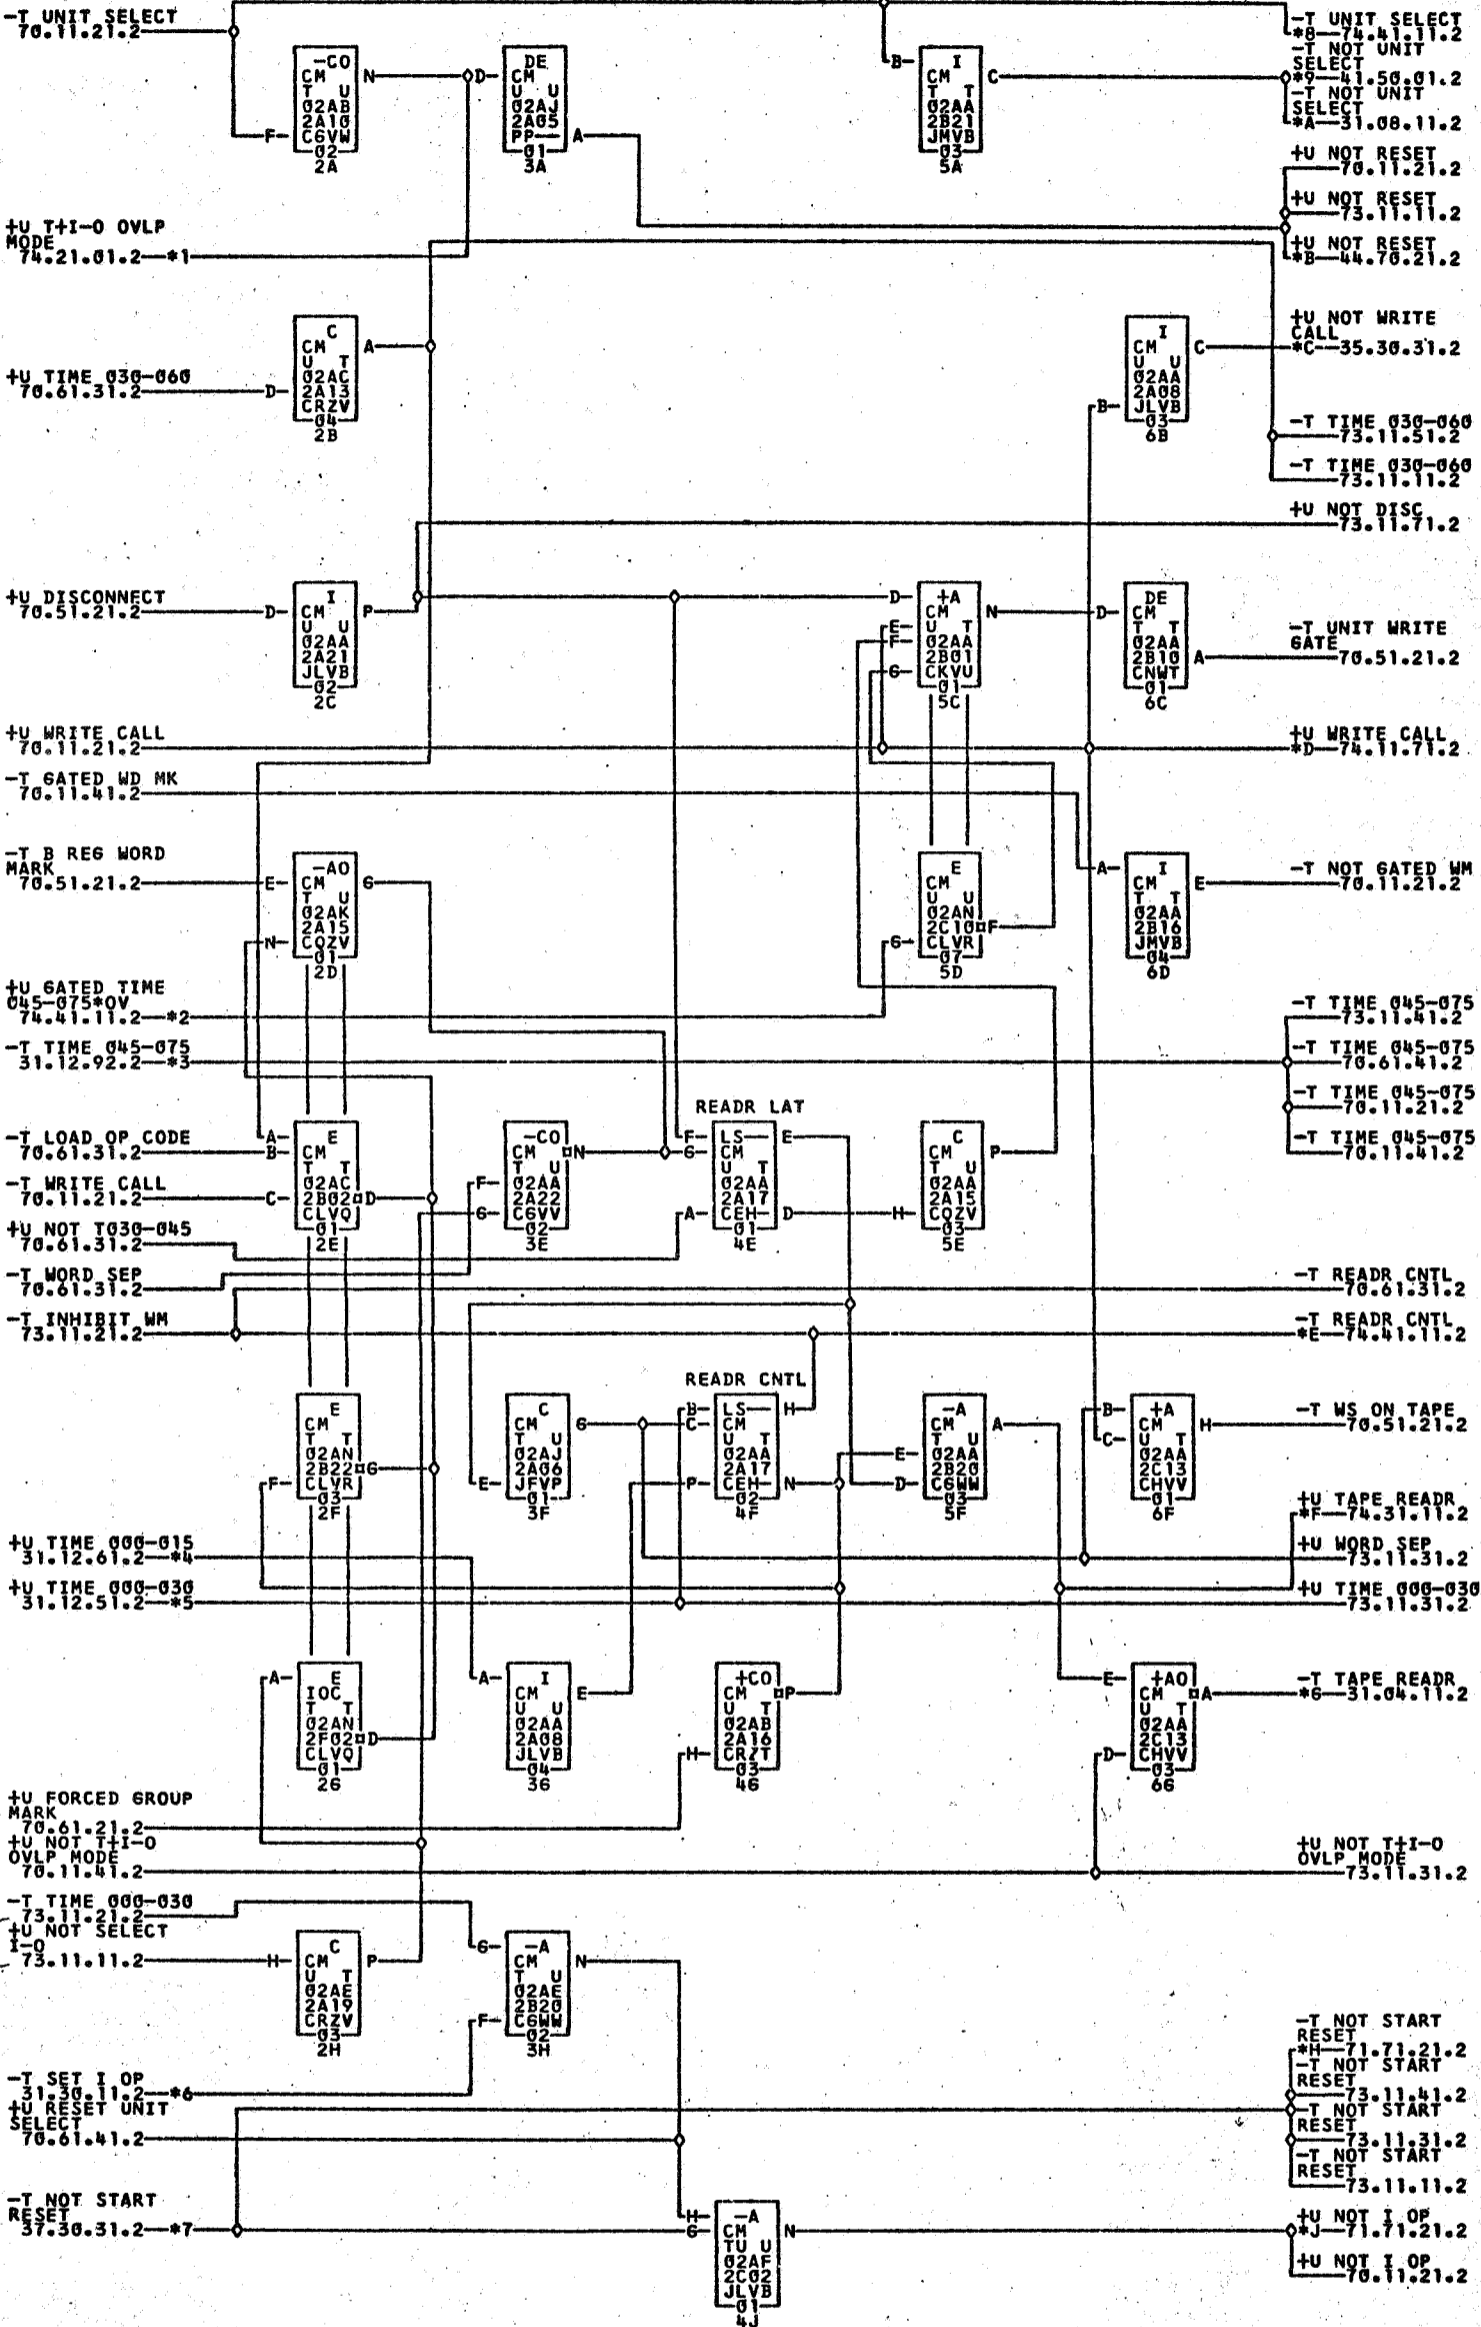 -T UNIT SELECT
70.11.21.2
-T UNIT SELECT
*8—74.41.11.2
-T NOT UNIT
SELECT
*9—41.50.01.2
-T NOT UNIT
SELECT
*A—31.08.11.2
-CO
CM N
T U
02AB
2A10
F CGVW
02
2A
DE
D CM
U U
02AJ
2A05
PP— A
01
3A
I
B CM C
T T
02AA
2B21
JMVB
03
5A
+U NOT RESET
70.11.21.2
+U NOT RESET
73.11.11.2
+U NOT RESET
*B—44.70.21.2
+U T+I-O OVLP
MODE
74.21.01.2—*1
C
CM A
U T
02AC
D 2A13
CRZV
04
2B
+U TIME 030-060
70.61.31.2
I
CM C
U U
02AA
2A08
B JLVB
03
6B
+U NOT WRITE
CALL
*C—35.30.31.2
-T TIME 030-060
73.11.51.2
-T TIME 030-060
73.11.11.2
+U NOT DISC
73.11.71.2
+U DISCONNECT
70.51.21.2
I
D CM P
U U
02AA
2A21
JLVB
02
2C
D +A
CM N
E U T
F 02AA
2B01
G CKVU
01
5C
DE
D CM
T T
02AA
2B10 A
CNWT
01
6C
-T UNIT WRITE
GATE
70.51.21.2
+U WRITE CALL
70.11.21.2
+U WRITE CALL
*D—74.11.71.2
-T GATED WD MK
70.11.41.2
-T B REG WORD
MARK
70.51.21.2
-AO
E CM G
T U
02AK
2A15
N CQZV
01
2D
E
CM
U U
02AN
2C10 F
G CLVR
07
5D
A I
CM E
T T
02AA
2B16
JMVB
04
6D
-T NOT GATED WM
70.11.21.2
+U GATED TIME
045-075*OV
74.41.11.2—*2
-T TIME 045-075
31.12.92.2—*3
-T TIME 045-075
73.11.41.2
-T TIME 045-075
70.61.41.2
-T TIME 045-075
70.11.21.2
-T TIME 045-075
70.11.41.2
READR LAT
-T LOAD OP CODE
70.61.31.2
-T WRITE CALL
70.11.21.2
+U NOT T030-045
70.61.31.2
-T WORD SEP
70.61.31.2
-T INHIBIT WM
73.11.21.2
A E
B CM
T T
02AC
C 2B02 D
CLVQ
01
2E
-CO
CM N
T U
F 02AA
2A22
G CGVV
02
3E
F LS— E
G CM
U T
02AA
2A17
A CEH— D
01
4E
C
CM P
T U
02AA
2A15
H CQZV
03
5E
-T READR CNTL
70.61.31.2
-T READR CNTL
*E—74.41.11.2
READR CNTL
E
CM
T T
02AN
2B22 G
F CLVR
03
2F
C
CM G
T U
02AJ
2A06
E JFVP
01
3F
B LS— H
C CM
U T
02AA
2A17
P CEH— N
02
4F
-A
CM A
T U
E 02AA
2B20
D CGWW
03
5F
B +A
CM H
C U T
02AA
2C13
CHVV
01
6F
-T WS ON TAPE
70.51.21.2
+U TAPE READR
*F—74.31.11.2
+U WORD SEP
73.11.31.2
+U TIME 000-030
73.11.31.2
+U TIME 000-015
31.12.61.2—*4
+U TIME 000-030
31.12.51.2—*5
A E
IOC
T T
02AN
2F02 D
CLVQ
01
2G
A I
CM E
U U
02AA
2A08
JLVB
04
3G
+CO
CM P
U T
02AB
2A16
H CRZT
03
4G
E +AO
CM A
U T
02AA
2C13
D CHVV
03
6G
-T TAPE READR
*G—31.04.11.2
+U FORCED GROUP
MARK
70.61.21.2
+U NOT T+I-O
OVLP MODE
70.11.41.2
+U NOT T+I-O
OVLP MODE
73.11.31.2
-T TIME 000-030
73.11.21.2
+U NOT SELECT
I-O
73.11.11.2
C
H CM P
U T
02AE
2A19
CRZV
03
2H
G -A
CM N
T U
02AE
2B20
F CGWW
02
3H
-T SET I OP
31.30.11.2—*6
+U RESET UNIT
SELECT
70.61.41.2
-T NOT START
RESET
*H—71.71.21.2
-T NOT START
RESET
73.11.41.2
-T NOT START
RESET
73.11.31.2
-T NOT START
RESET
73.11.11.2
-T NOT START
RESET
37.30.31.2—*7
H -A
G CM N
TU U
02AF
2C02
JLVB
01
4J
+U NOT I OP
*J—71.71.21.2
+U NOT I OP
70.11.21.2